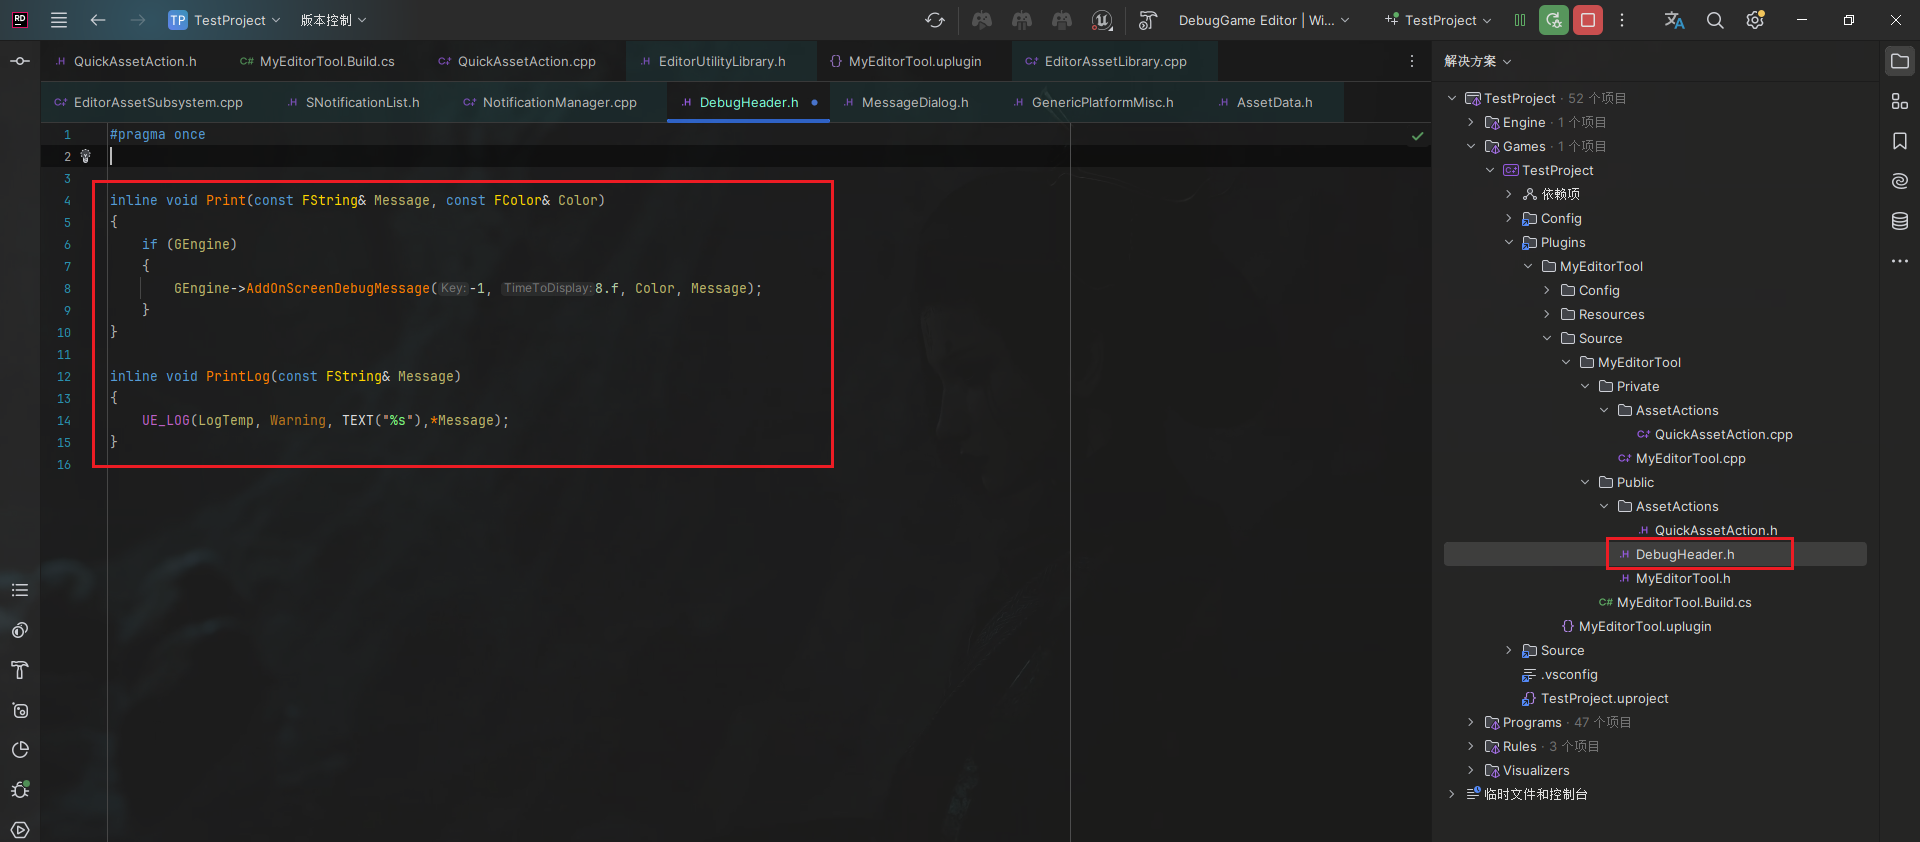 RD
TP TestProject
版本控制
DebugGame Editor | Wi...
TestProject
QuickAssetAction.h
C# MyEditorTool.Build.cs
QuickAssetAction.cpp
EditorUtilityLibrary.h
MyEditorTool.uplugin
EditorAssetLibrary.cpp
EditorAssetSubsystem.cpp
SNotificationList.h
NotificationManager.cpp
DebugHeader.h
MessageDialog.h
GenericPlatformMisc.h
AssetData.h
1 #pragma once
2
3
4 inline void Print(const FString& Message, const FColor& Color)
5 {
6 if (GEngine)
7 {
8 GEngine->AddOnScreenDebugMessage(Key:-1, TimeToDisplay:8.f, Color, Message);
9 }
10 }
11
12 inline void PrintLog(const FString& Message)
13 {
14 UE_LOG(LogTemp, Warning, TEXT("%s"),*Message);
15 }
16
解决方案
TestProject · 52 个项目
Engine · 1 个项目
Games · 1 个项目
TestProject
依赖项
Config
Plugins
MyEditorTool
Config
Resources
Source
MyEditorTool
Private
AssetActions
QuickAssetAction.cpp
MyEditorTool.cpp
Public
AssetActions
QuickAssetAction.h
DebugHeader.h
MyEditorTool.h
C# MyEditorTool.Build.cs
MyEditorTool.uplugin
Source
.vsconfig
TestProject.uproject
Programs · 47 个项目
Rules · 3 个项目
Visualizers
临时文件和控制台